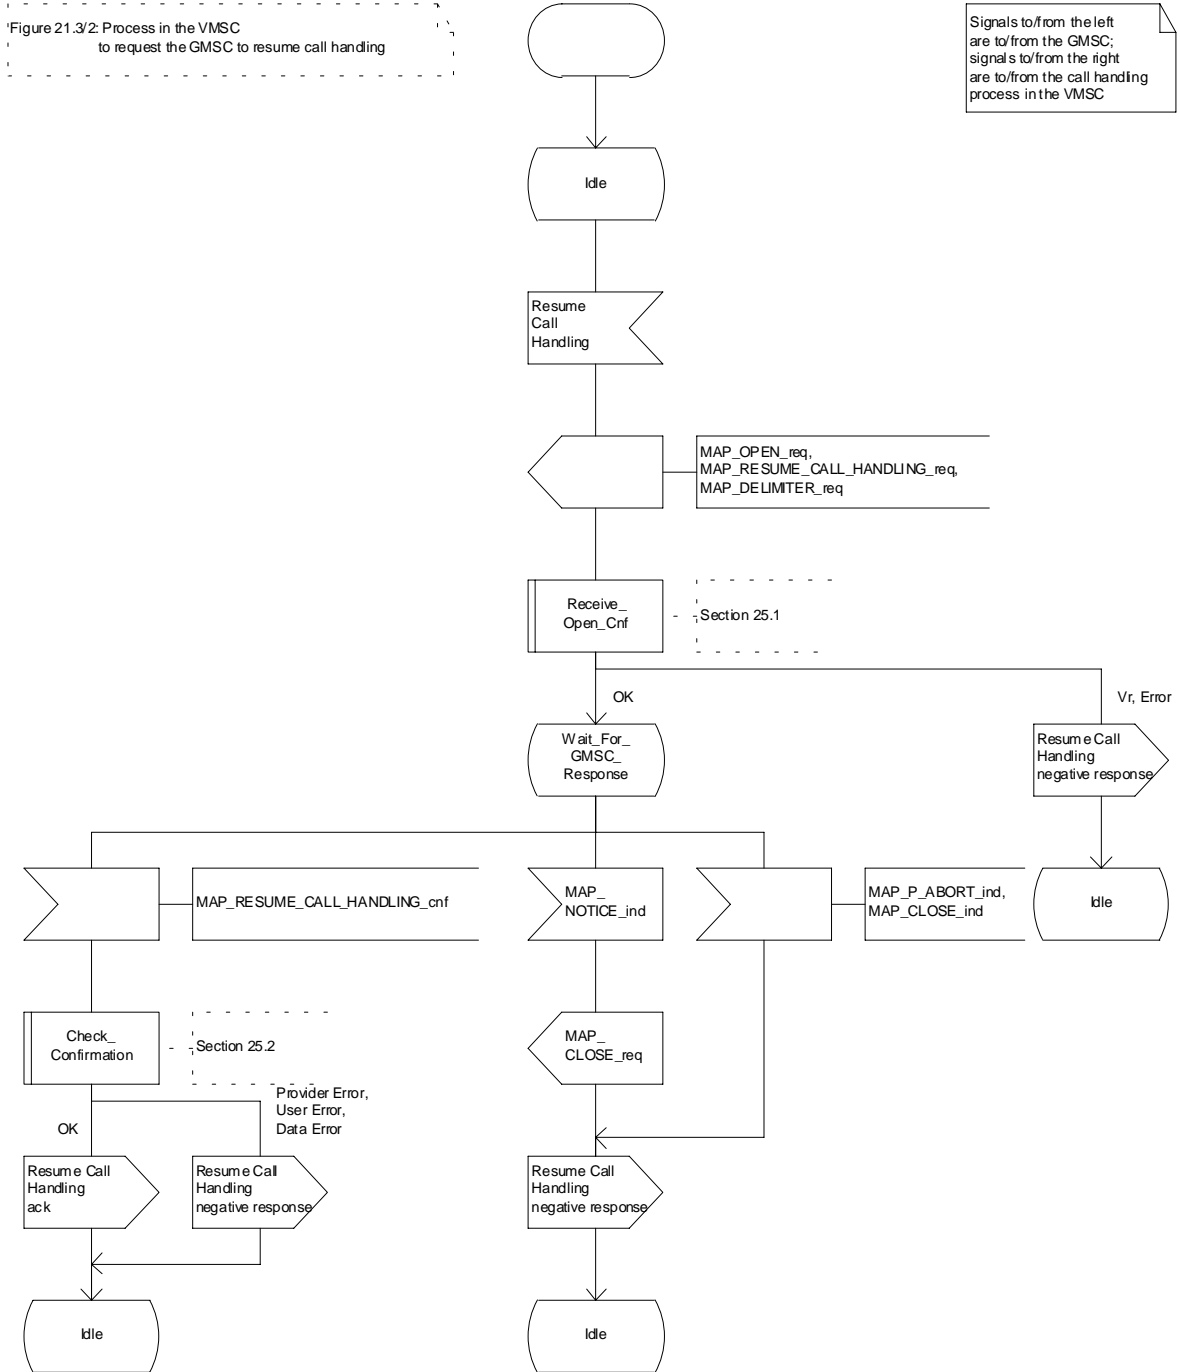 Figure 21.3/2: Process in the VMSC
to request the GMSC to resume call handling
Signals to/from the left
are to/from the GMSC;
signals to/from the right
are to/from the call handling
process in the VMSC
Idle
Resume
Call
Handling
MAP_OPEN_req,
MAP_RESUME_CALL_HANDLING_req,
MAP_DELIMITER_req
Receive_
Open_Cnf
Section 25.1
OK
Vr, Error
Wait_For_
GMSC_
Response
Resume Call
Handling
negative response
MAP_RESUME_CALL_HANDLING_cnf
MAP_
NOTICE_ind
MAP_P_ABORT_ind,
MAP_CLOSE_ind
Idle
Check_
Confirmation
Section 25.2
MAP_
CLOSE_req
Provider Error,
User Error,
Data Error
OK
Resume Call
Handling
ack
Resume Call
Handling
negative response
Resume Call
Handling
negative response
Idle
Idle